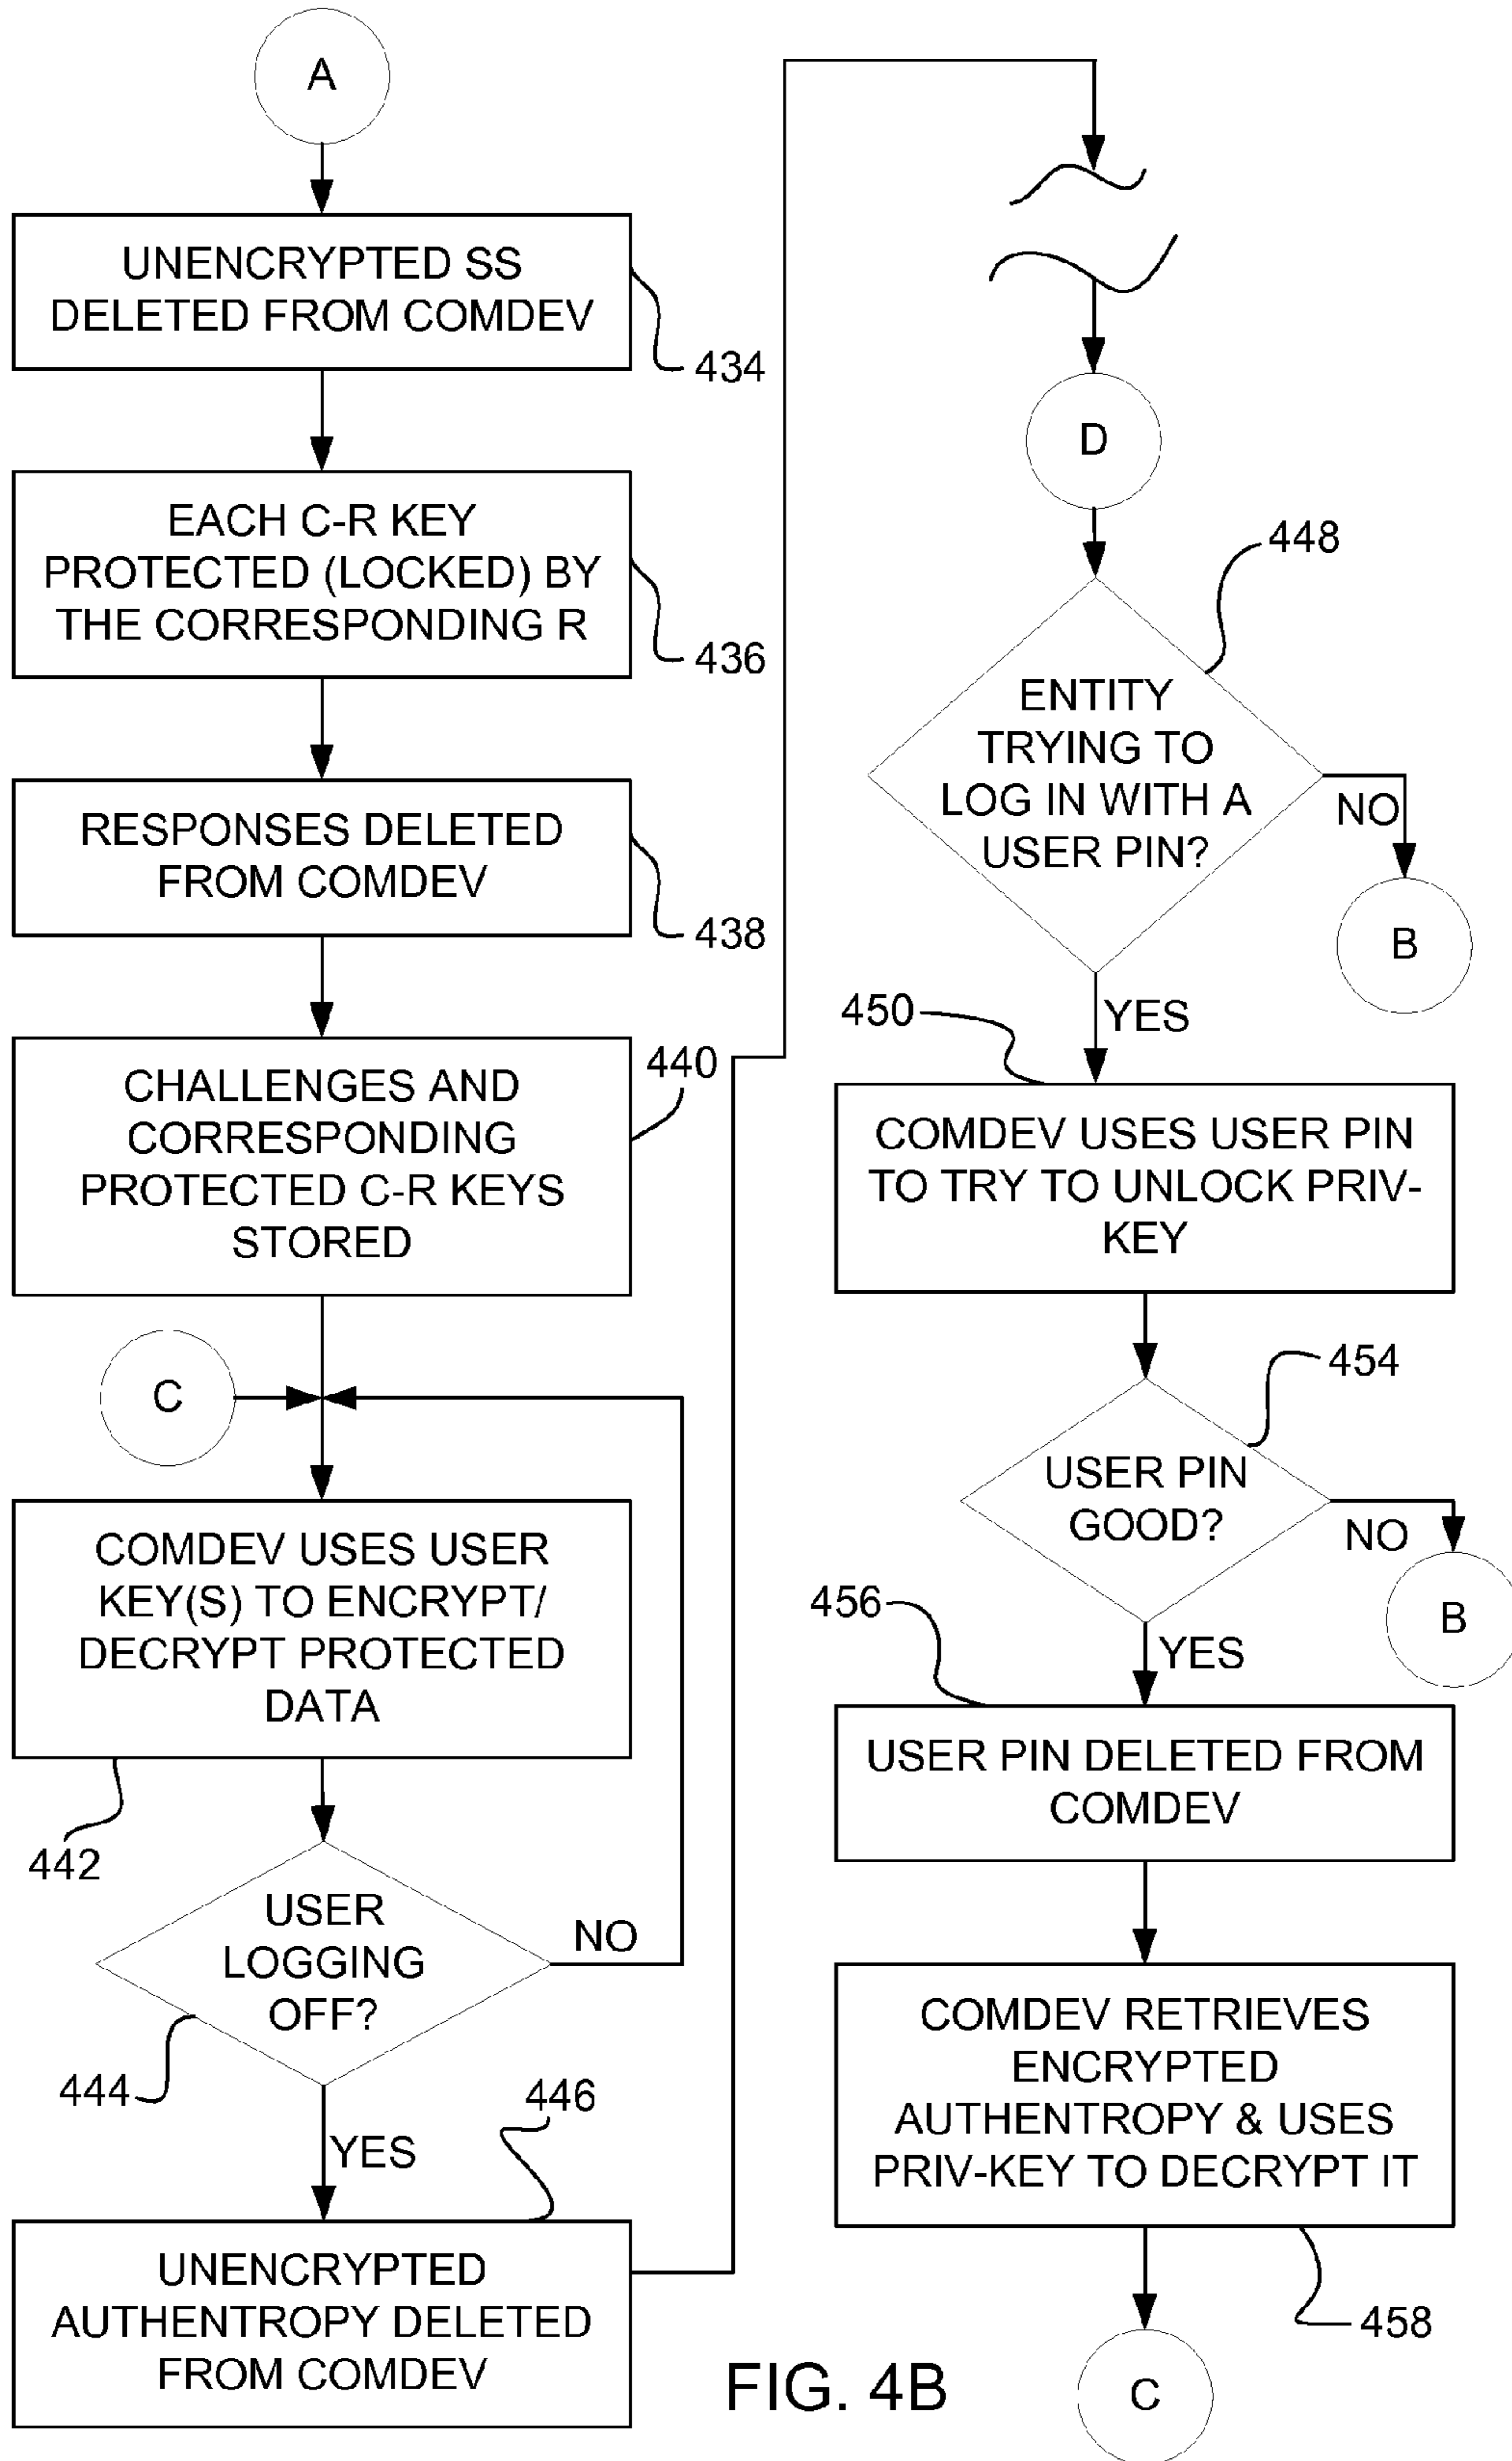 A
UNENCRYPTED SS
DELETED FROM COMDEV
434
EACH C-R KEY
PROTECTED (LOCKED) BY
THE CORRESPONDING R
436
RESPONSES DELETED
FROM COMDEV
438
CHALLENGES AND
CORRESPONDING
PROTECTED C-R KEYS
STORED
440
C
COMDEV USES USER
KEY(S) TO ENCRYPT/
DECRYPT PROTECTED
DATA
442
USER
LOGGING
OFF?
NO
444
YES
446
UNENCRYPTED
AUTHENTROPY DELETED
FROM COMDEV
D
448
ENTITY
TRYING TO
LOG IN WITH A
USER PIN?
NO
B
YES
450
COMDEV USES USER PIN
TO TRY TO UNLOCK PRIV-
KEY
454
USER PIN
GOOD?
NO
B
YES
456
USER PIN DELETED FROM
COMDEV
COMDEV RETRIEVES
ENCRYPTED
AUTHENTROPY & USES
PRIV-KEY TO DECRYPT IT
458
C
FIG. 4B